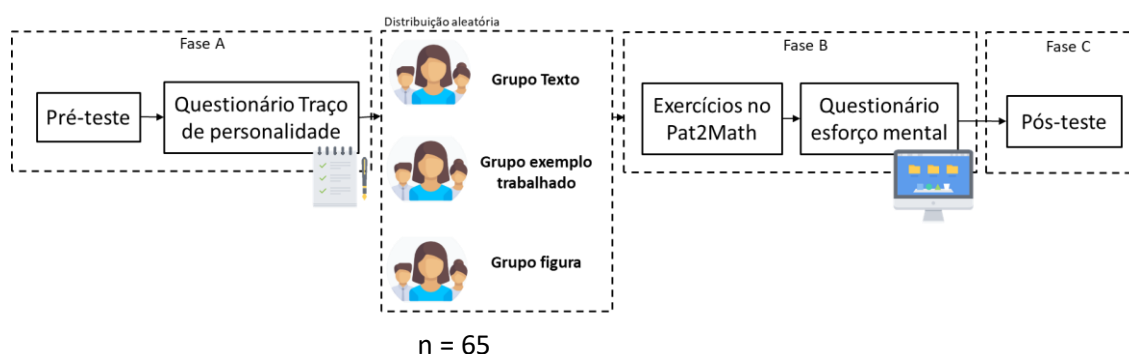 Distribuição aleatória
Fase A
Pré-teste
Questionário Traço
de personalidade
Grupo Texto
Grupo exemplo
trabalhado
Grupo figura
n = 65
Fase B
Exercícios no
Pat2Math
Questionário
esforço mental
Fase C
Pós-teste